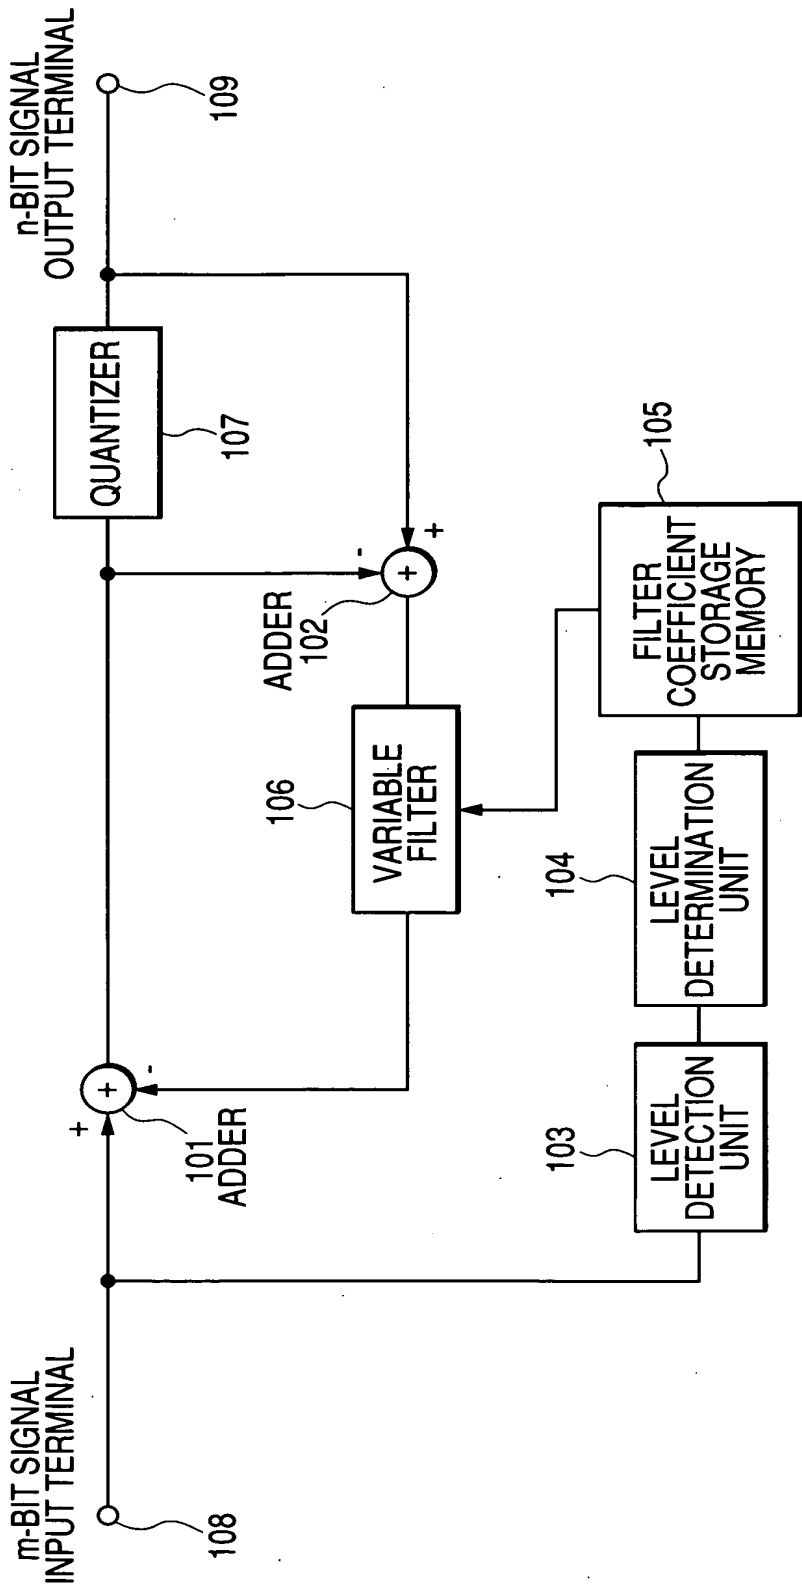 m-BIT SIGNAL
INPUT TERMINAL
108
+
+
-
101
ADDER
QUANTIZER
107
n-BIT SIGNAL
OUTPUT TERMINAL
109
ADDER
102
-
+
+
106
VARIABLE
FILTER
103
LEVEL
DETECTION
UNIT
104
LEVEL
DETERMINATION
UNIT
105
FILTER
COEFFICIENT
STORAGE
MEMORY